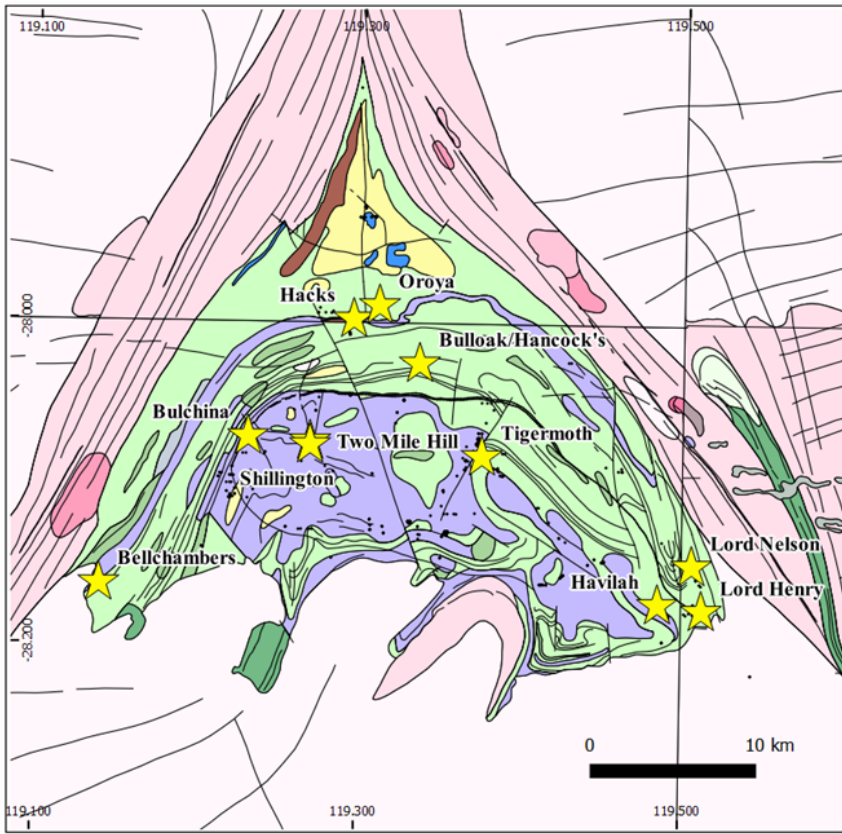 119.100 119.300 119.500
Oroya
Hacks
-28.000
Bulloak/Hancock's
Bulchina
Two Mile Hill Tigermoth
Shillington
Lord Nelson
Bellchambers
Havilah Lord Henry
-28.200
0 10 km
119.100 119.300 119.500